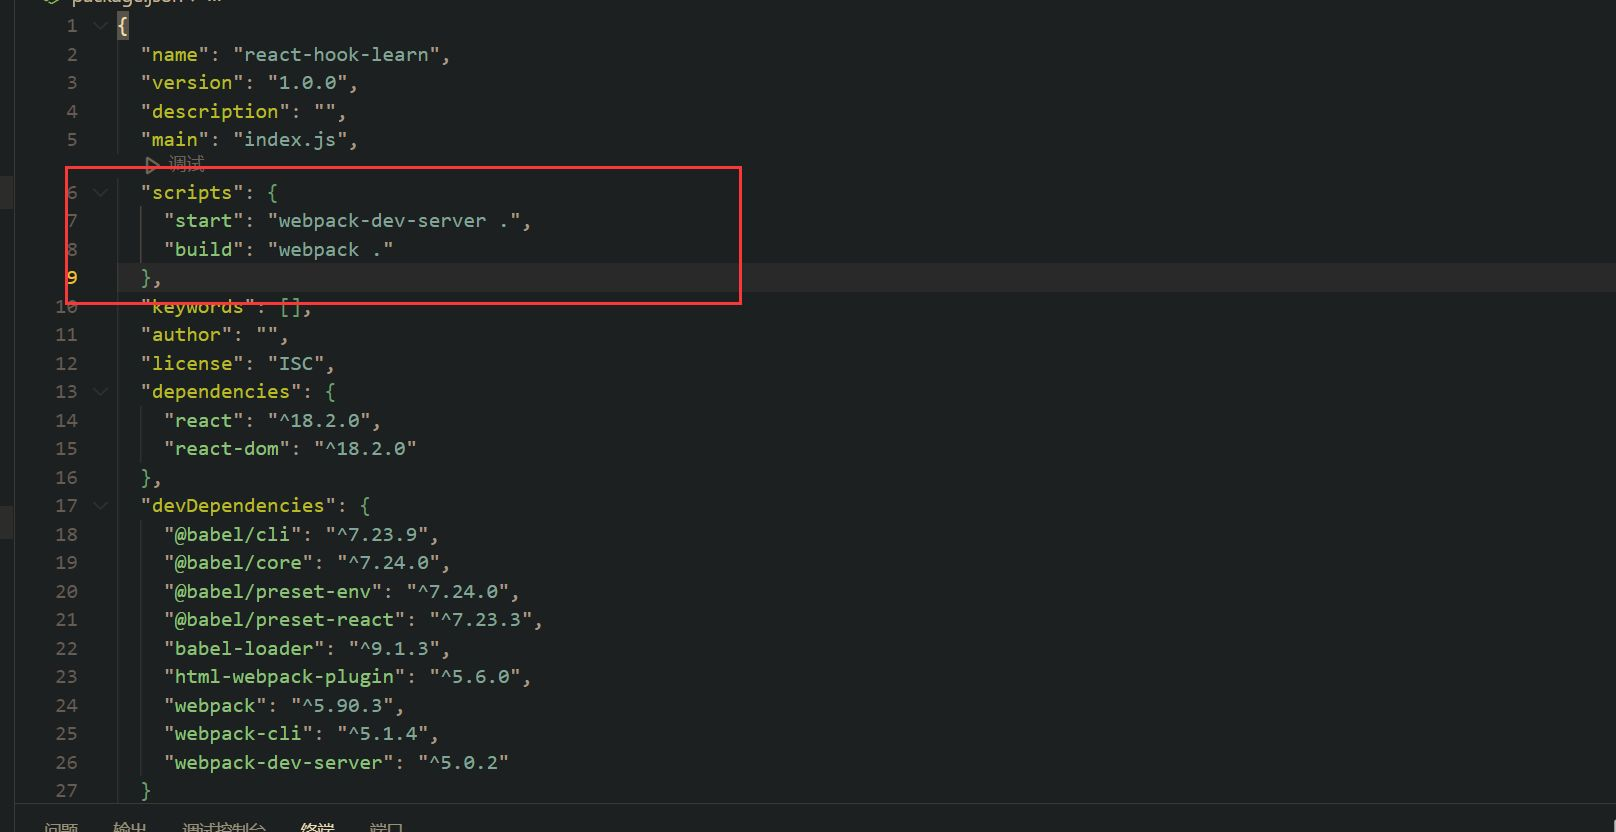 package.json > ...
1 {
2 "name": "react-hook-learn",
3 "version": "1.0.0",
4 "description": "",
5 "main": "index.js",
调试
6 "scripts": {
7 "start": "webpack-dev-server .",
8 "build": "webpack ."
9 },
10 "keywords": [],
11 "author": "",
12 "license": "ISC",
13 "dependencies": {
14 "react": "^18.2.0",
15 "react-dom": "^18.2.0"
16 },
17 "devDependencies": {
18 "@babel/cli": "^7.23.9",
19 "@babel/core": "^7.24.0",
20 "@babel/preset-env": "^7.24.0",
21 "@babel/preset-react": "^7.23.3",
22 "babel-loader": "^9.1.3",
23 "html-webpack-plugin": "^5.6.0",
24 "webpack": "^5.90.3",
25 "webpack-cli": "^5.1.4",
26 "webpack-dev-server": "^5.0.2"
27 }
问题 输出 调试控制台 终端 端口